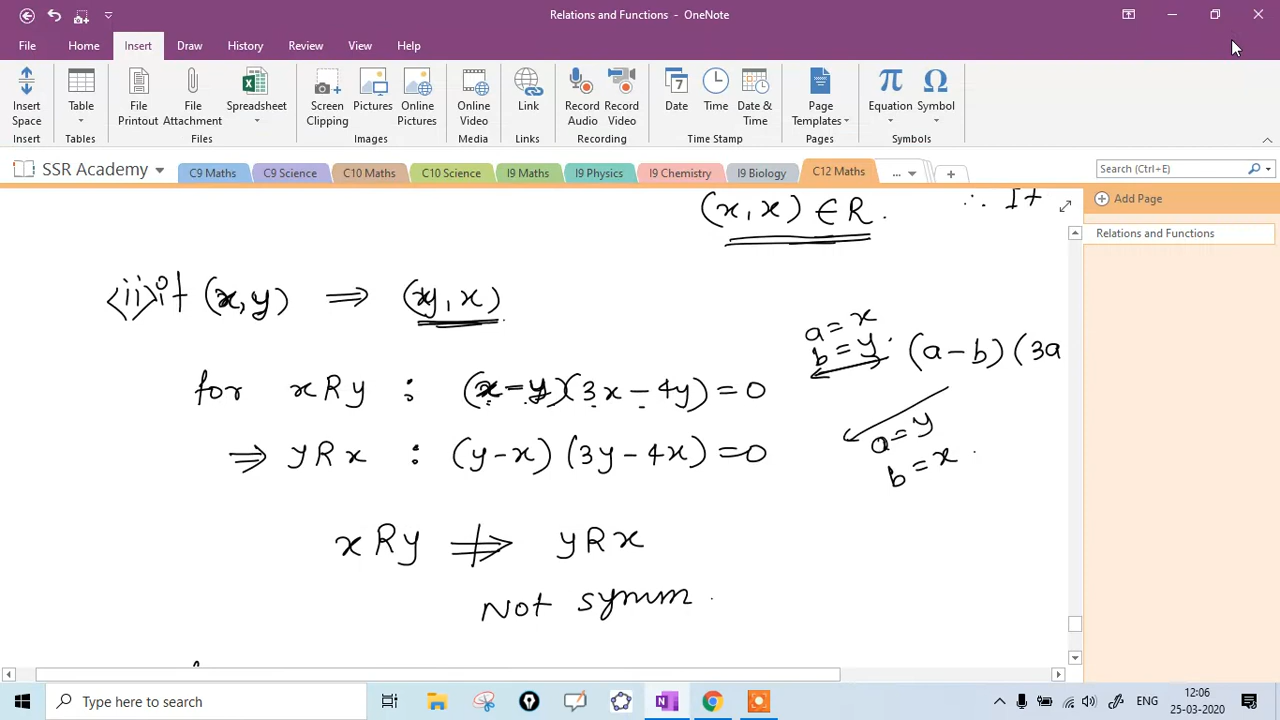 Relations and Functions - OneNote
File Home Insert Draw History Review View Help
Insert Space Table File Printout File Attachment Spreadsheet Screen Clipping Pictures Online Pictures Online Video Link Record Audio Record Video Date Time Date & Time Page Templates Equation Symbol
Insert Tables Files Images Media Links Recording Time Stamp Pages Symbols
SSR Academy C9 Maths C9 Science C10 Maths C10 Science I9 Maths I9 Physics I9 Chemistry I9 Biology C12 Maths ... Search (Ctrl+E)
Add Page
Relations and Functions
(x, x) ∈ R. ∴ It
(ii) if (x, y) ⇒ (y, x)
a = x
b = y. (a - b) (3a
for x R y : (x - y)(3x - 4y) = 0
a = y
⇒ y R x : (y - x) (3y - 4x) = 0
b = x
x R y ⇏ y R x
Not symm.
Type here to search
ENG 12:06
25-03-2020